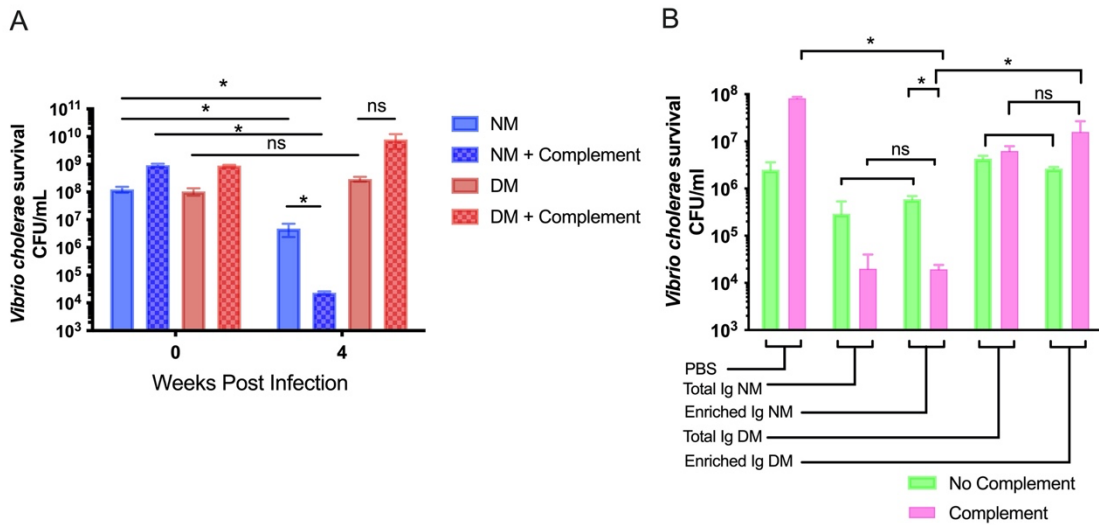 A
Vibrio cholerae survival
CFU/mL
10¹¹
10¹⁰
10⁹
10⁸
10⁷
10⁶
10⁵
10⁴
10³
*
*
*
ns
ns
*
0
4
Weeks Post Infection
NM
NM + Complement
DM
DM + Complement
B
Vibrio cholerae survival
CFU/ml
10⁸
10⁷
10⁶
10⁵
10⁴
10³
*
*
*
ns
ns
PBS
Total Ig NM
Enriched Ig NM
Total Ig DM
Enriched Ig DM
No Complement
Complement